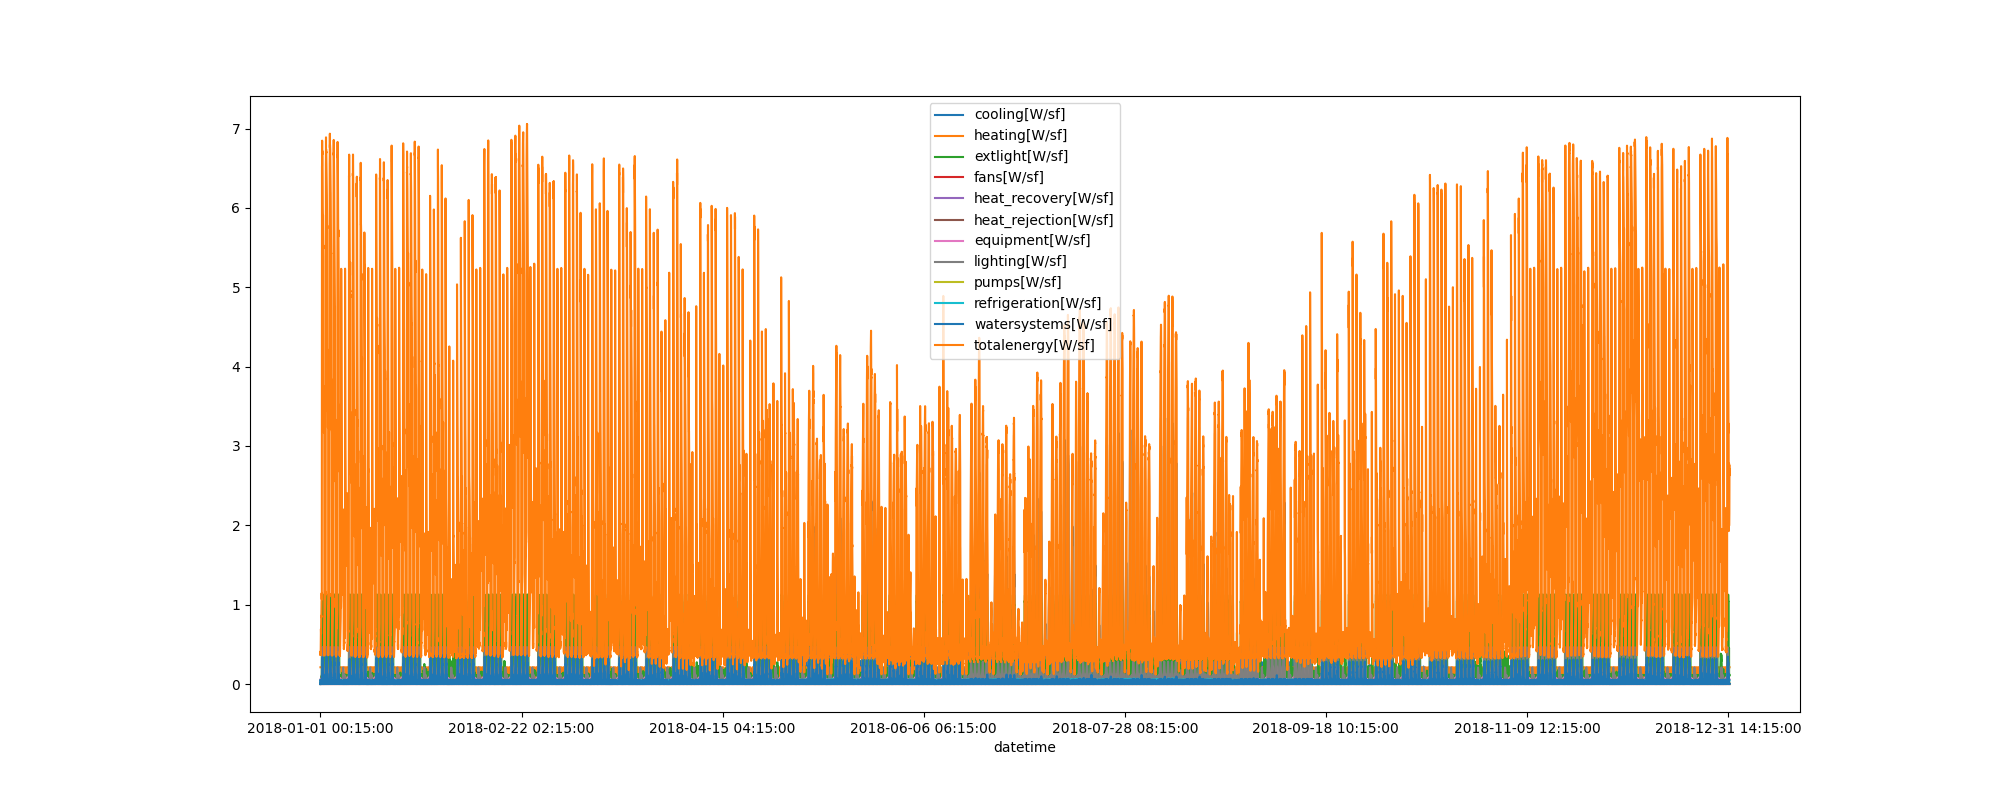 cooling[W/sf]
heating[W/sf]
extlight[W/sf]
fans[W/sf]
heat_recovery[W/sf]
heat_rejection[W/sf]
equipment[W/sf]
lighting[W/sf]
pumps[W/sf]
refrigeration[W/sf]
watersystems[W/sf]
totalenergy[W/sf]
7
6
5
4
3
2
1
0
2018-01-01 00:15:00 2018-02-22 02:15:00 2018-04-15 04:15:00 2018-06-06 06:15:00 2018-07-28 08:15:00 2018-09-18 10:15:00 2018-11-09 12:15:00 2018-12-31 14:15:00
datetime